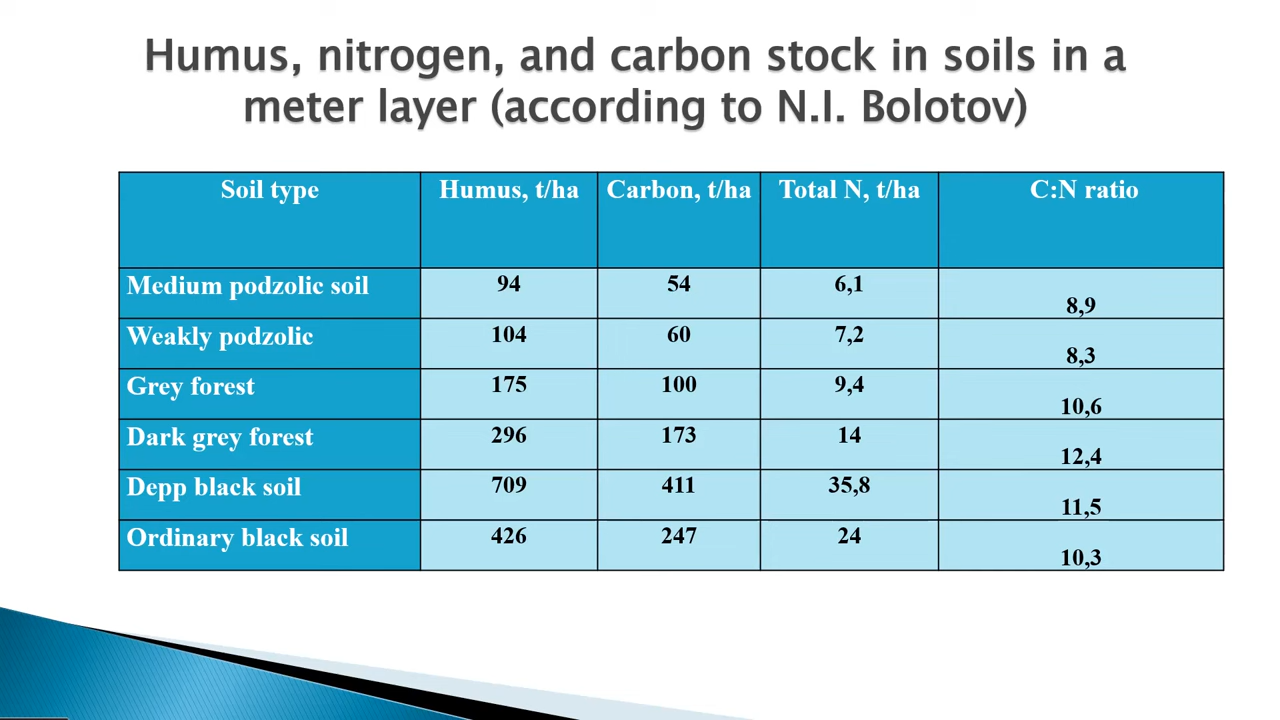 Humus, nitrogen, and carbon stock in soils in a
meter layer (according to N.I. Bolotov)
Soil type Humus, t/ha Carbon, t/ha Total N, t/ha C:N ratio
Medium podzolic soil 94 54 6,1 8,9
Weakly podzolic 104 60 7,2 8,3
Grey forest 175 100 9,4 10,6
Dark grey forest 296 173 14 12,4
Depp black soil 709 411 35,8 11,5
Ordinary black soil 426 247 24 10,3